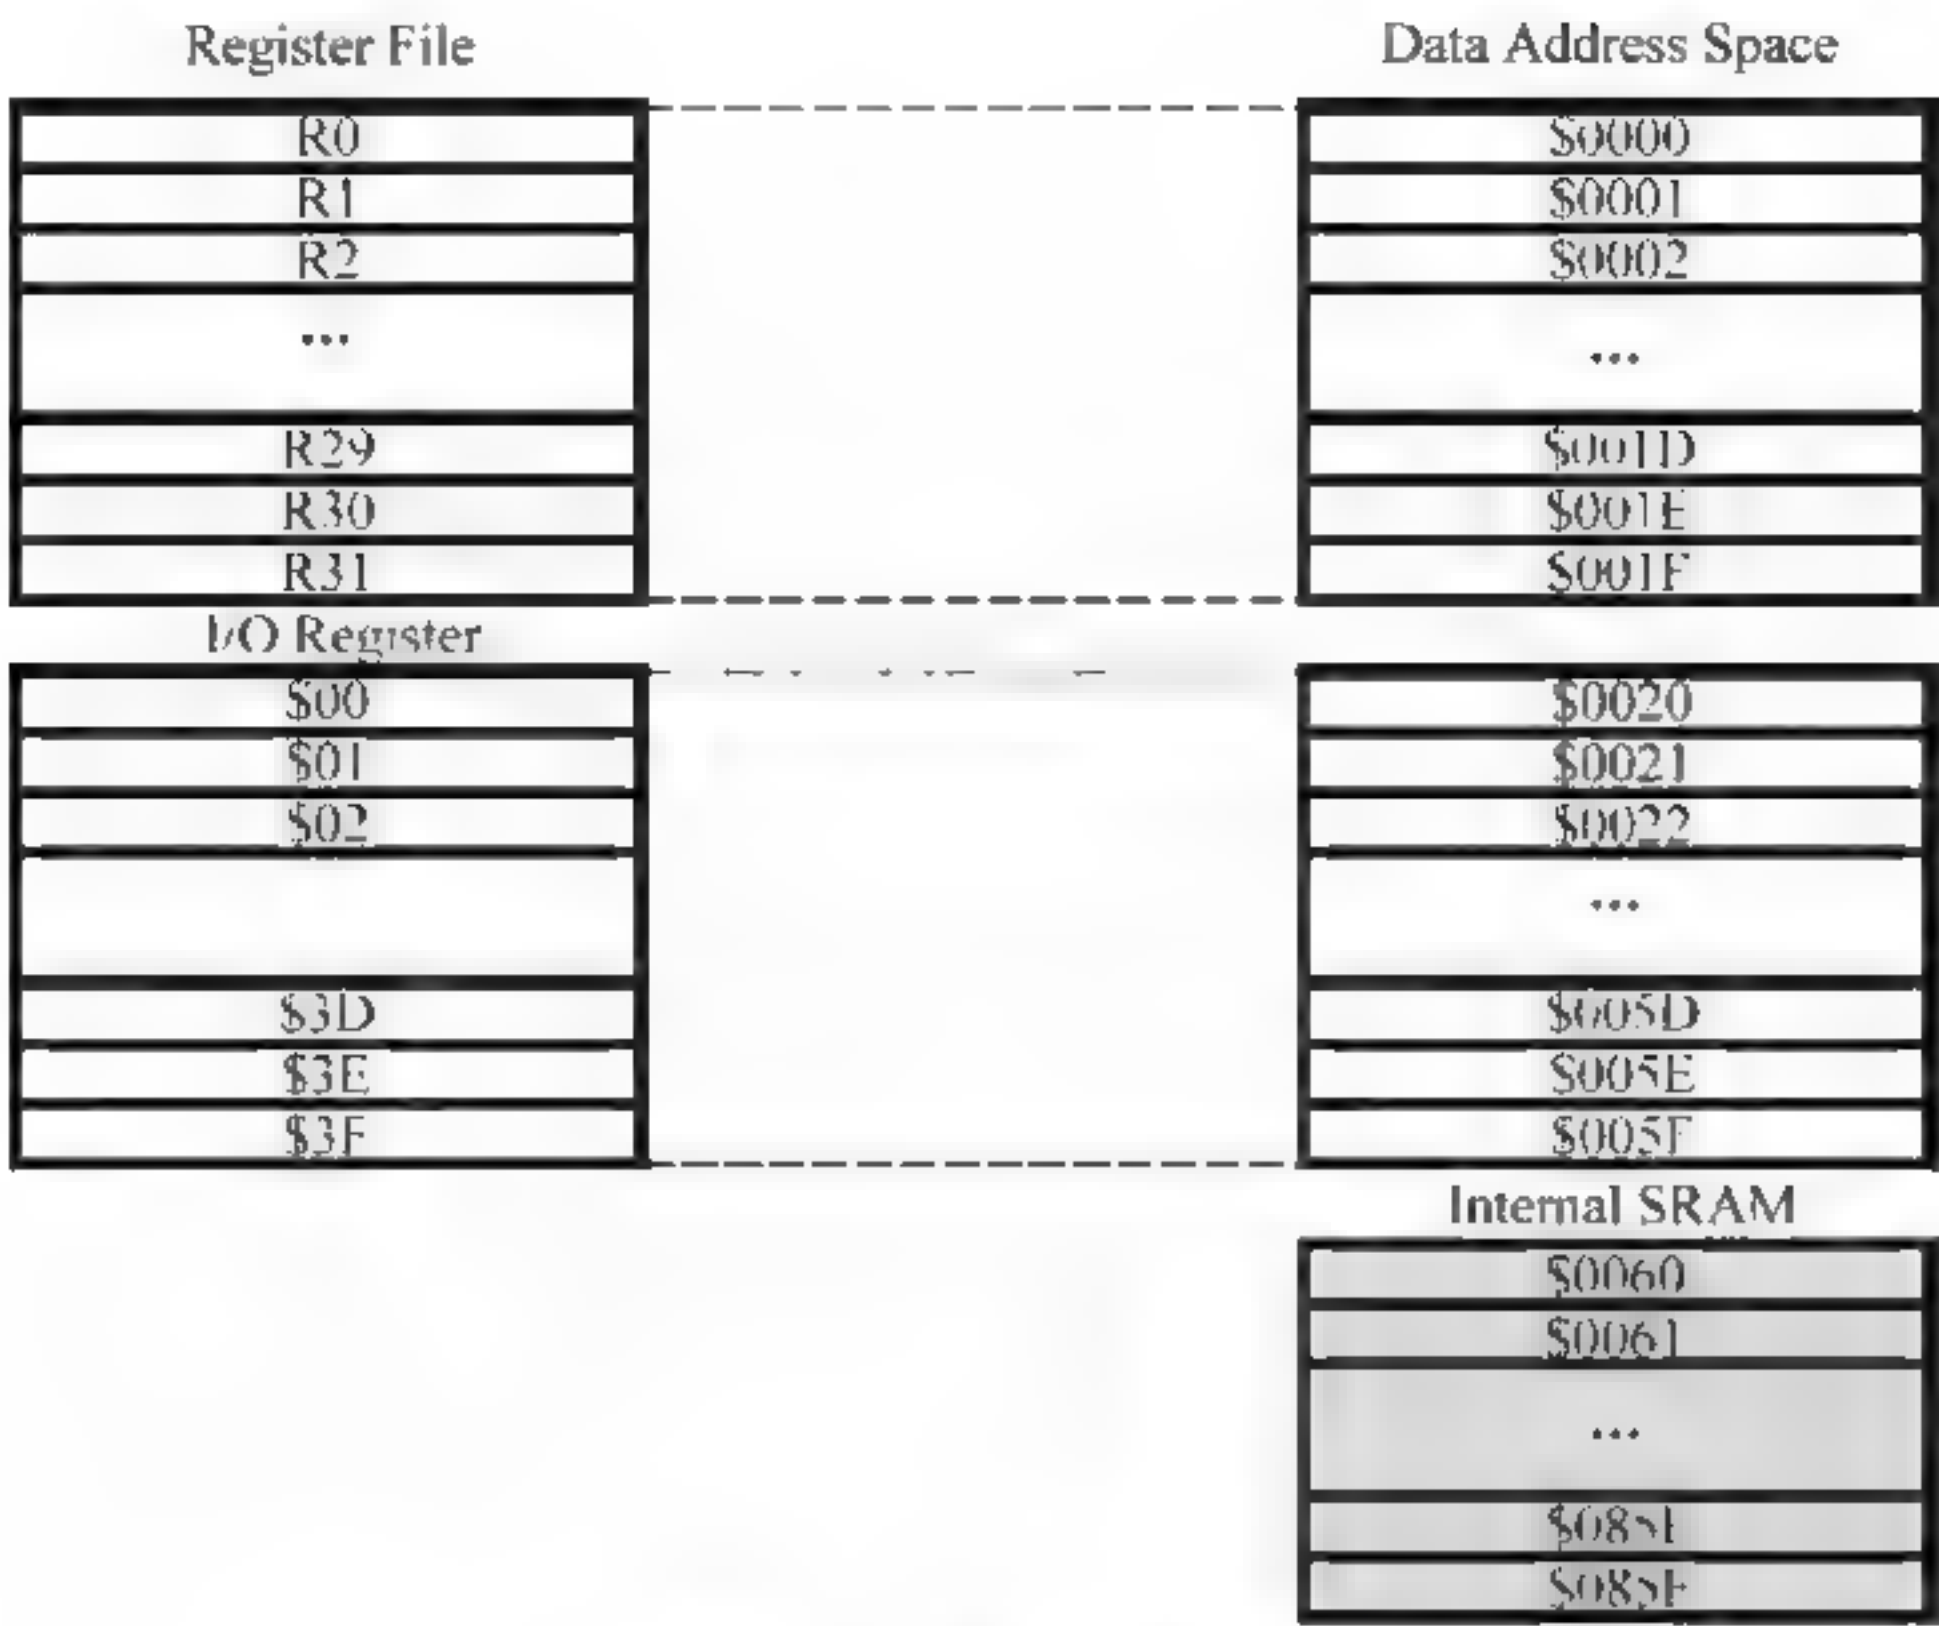 Register File
R0
R1
R2
...
R29
R30
R31
I/O Register
$00
$01
$02
$3D
$3E
$3F
Data Address Space
$0000
$0001
$0002
...
$001D
$001E
$001F
$0020
$0021
$0022
...
$005D
$005E
$005F
Internal SRAM
$0060
$0061
...
$085E
$085F